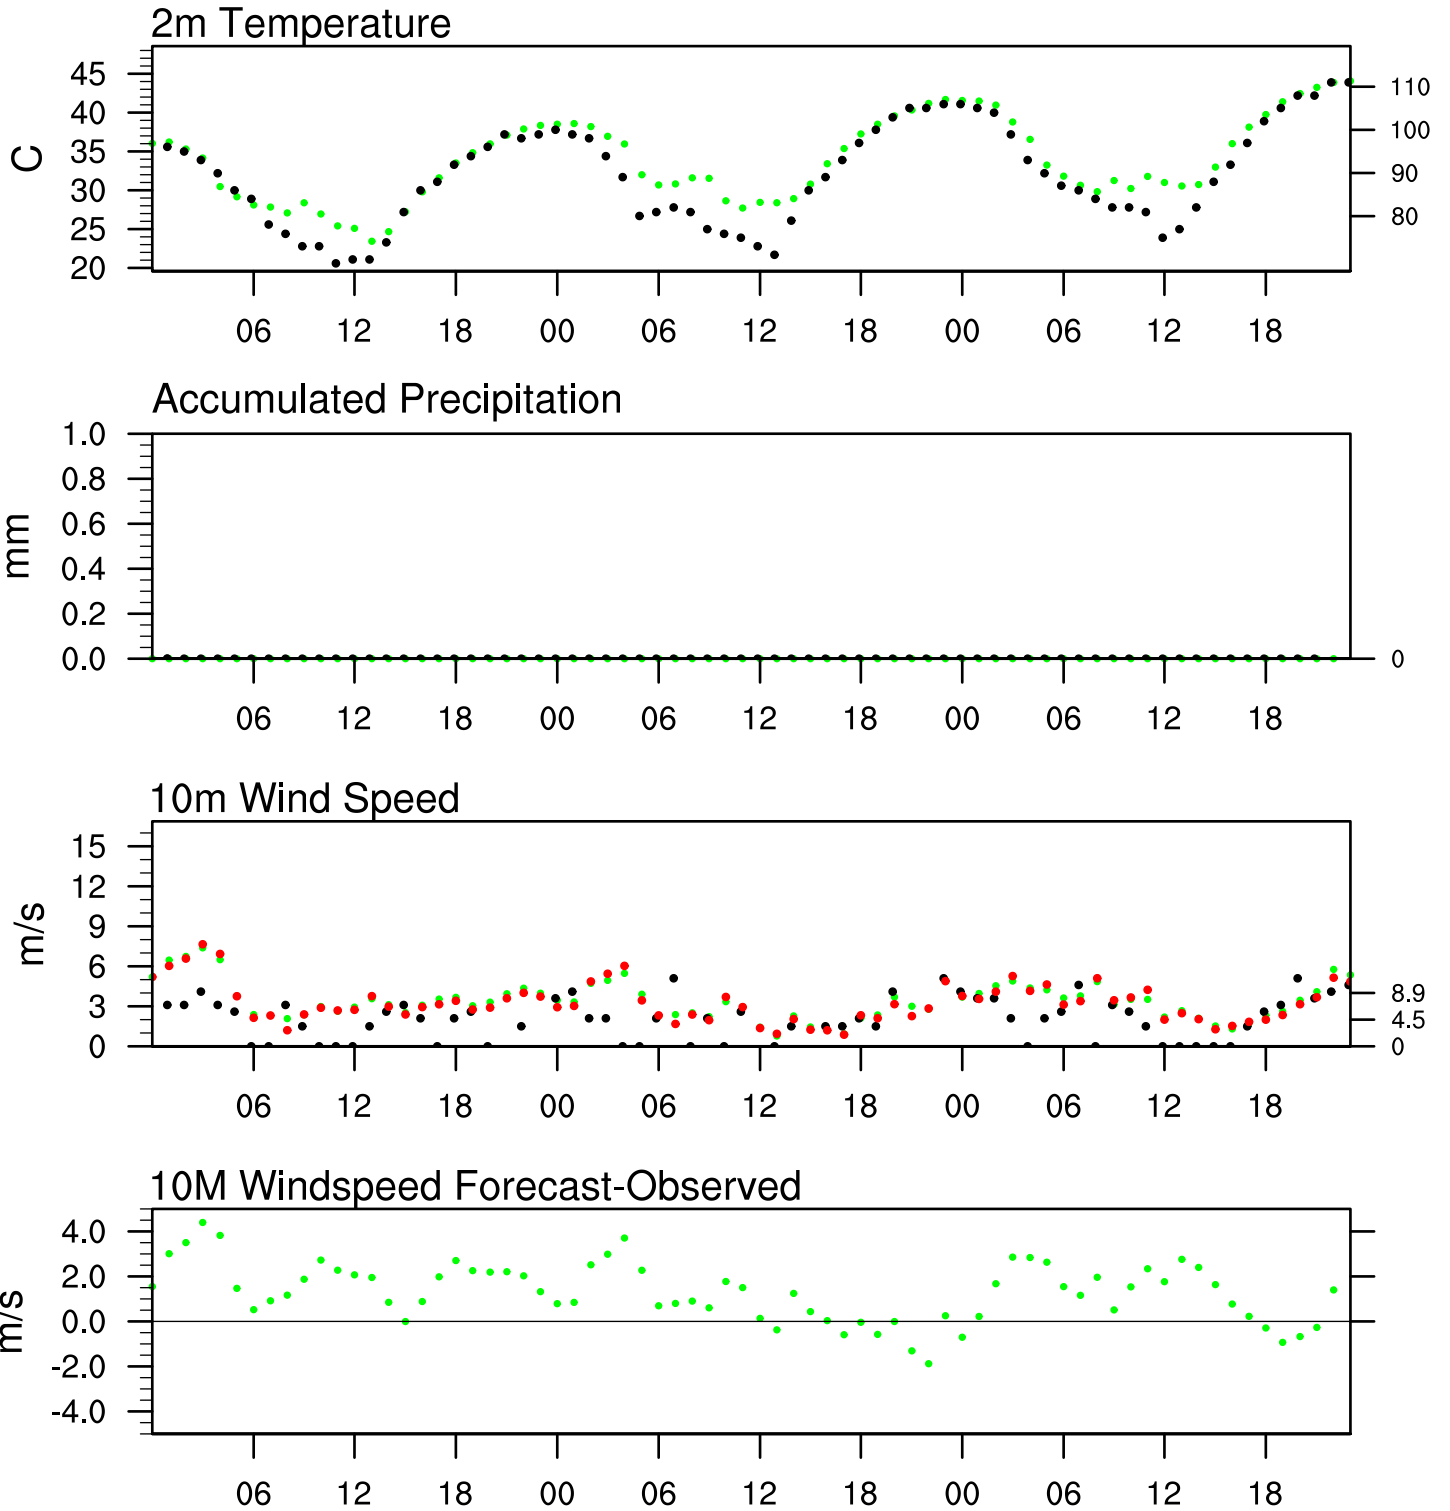 2m Temperature
45
40
35
30
25
20
C
110
100
90
80
06 12 18 00 06 12 18 00 06 12 18
Accumulated Precipitation
1.0
0.8
0.6
0.4
0.2
0.0
mm
0
06 12 18 00 06 12 18 00 06 12 18
10m Wind Speed
15
12
9
6
3
0
m/s
8.9
4.5
0
06 12 18 00 06 12 18 00 06 12 18
10M Windspeed Forecast-Observed
4.0
2.0
0.0
-2.0
-4.0
m/s
06 12 18 00 06 12 18 00 06 12 18